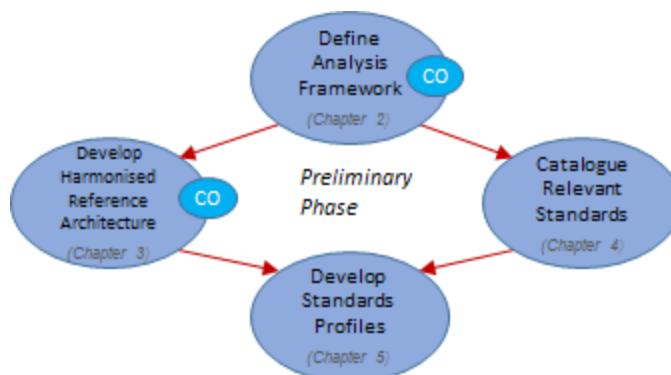 Define
Analysis
Framework
CO
(Chapter 2)
Develop
Harmonised
Reference
Architecture
CO
(Chapter 3)
Preliminary
Phase
Catalogue
Relevant
Standards
(Chapter 4)
Develop
Standards
Profiles
(Chapter 5)